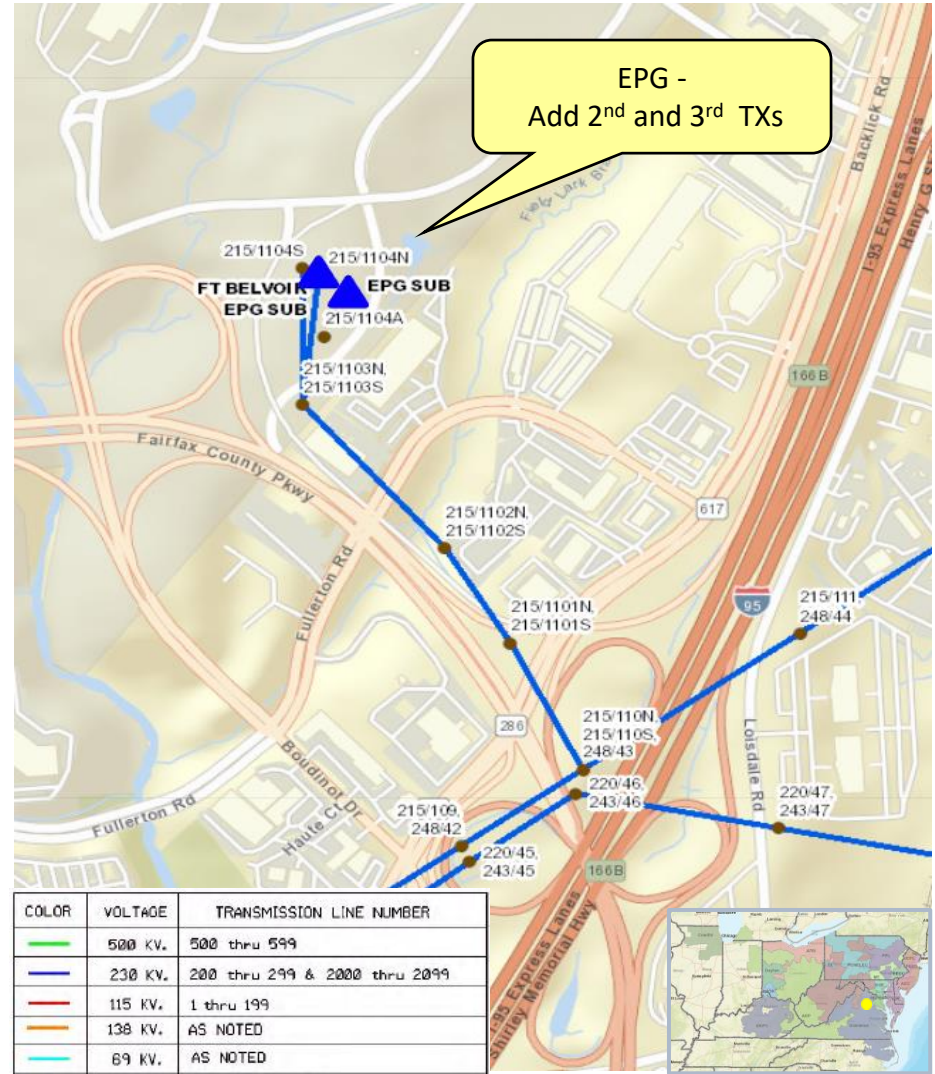 EPG -
Add 2nd and 3rd TXs
Backlick Rd
I-95 Express Lanes
Henry G
215/1104S
215/1104N
FT BELVOIR
EPG SUB
EPG SUB
215/1104A
215/1103N,
215/1103S
166B
Fairfax County Pkwy
617
215/1102N,
215/1102S
Fullerton Rd
95
215/111,
248/44
215/1101N,
215/1101S
286
215/110N,
215/110S,
248/43
Loisdale Rd
Boudinot Dr
220/46,
243/46
220/47,
243/47
Fullerton Rd
Haute Ct
215/109,
248/42
220/45,
243/45
166B
I-95 Express Lanes
Shirley Memorial Hwy
COLOR VOLTAGE TRANSMISSION LINE NUMBER
500 KV. 500 thru 599
230 KV. 200 thru 299 & 2000 thru 2099
115 KV. 1 thru 199
138 KV. AS NOTED
69 KV. AS NOTED